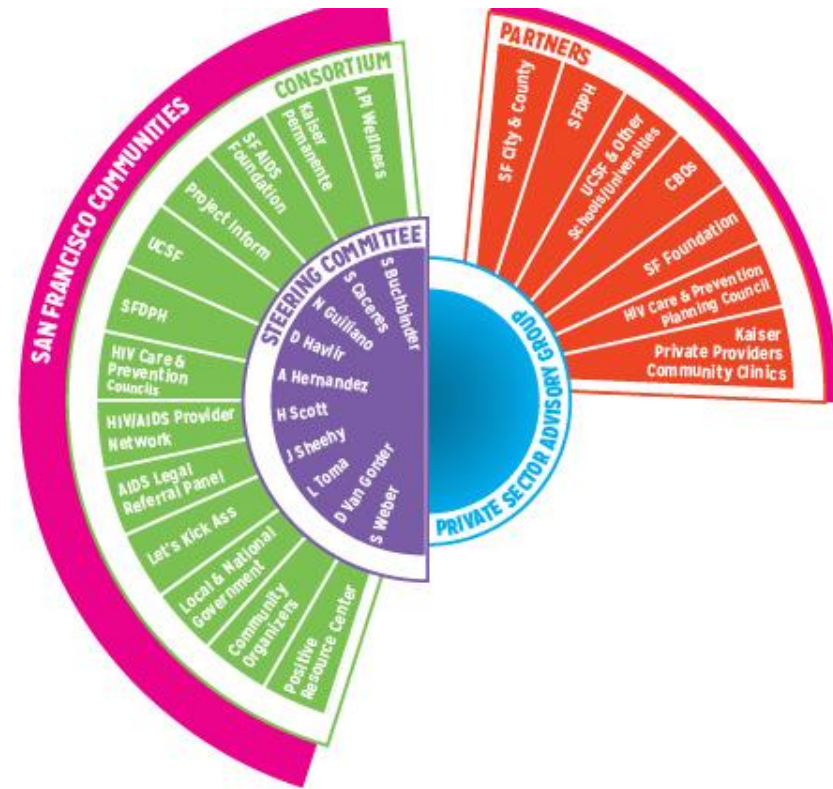 SAN FRANCISCO COMMUNITIES
CONSORTIUM
API Wellness
Kaiser
Permanente
SF AIDS
Foundation
Project Inform
UCSF
SFDPH
HIV Care &
Prevention
Councils
HIV/AIDS Provider
Network
AIDS Legal
Referral Panel
Let's Kick Ass
Local & National
Government
Community
Organizers
Positive
Resource Center
STEERING COMMITTEE
S Buchbinder
S Caceres
N Guiliano
D Havlir
A Hernandez
H Scott
J Sheehy
L Toma
D Van Gorder
S Weber
PRIVATE SECTOR ADVISORY GROUP
PARTNERS
SF City & County
SFDPH
UCSF & Other
Schools/Universities
CBOs
SF Foundation
HIV Care & Prevention
Planning Council
Kaiser
Private Providers
Community Clinics